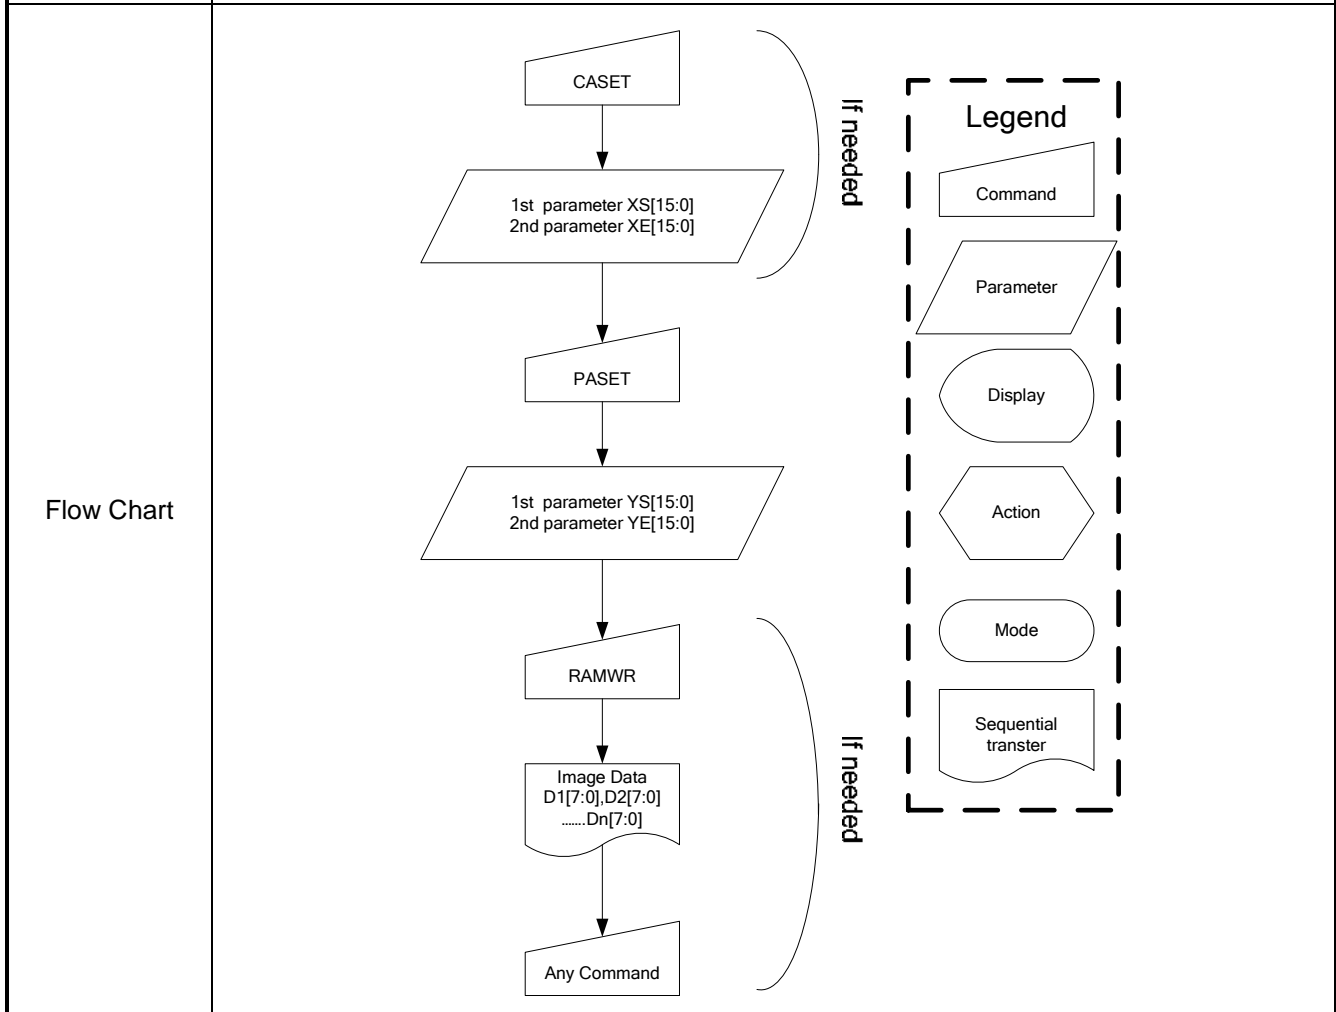 Flow Chart
CASET
1st parameter XS[15:0]
2nd parameter XE[15:0]
If needed
PASET
1st parameter YS[15:0]
2nd parameter YE[15:0]
RAMWR
Image Data
D1[7:0],D2[7:0]
.......Dn[7:0]
Any Command
If needed
Legend
Command
Parameter
Display
Action
Mode
Sequential
transter